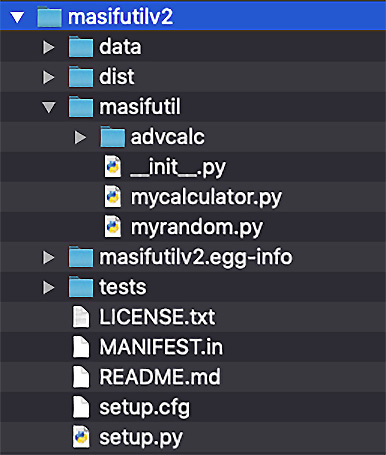 masifutilv2
data
dist
masifutil
advcalc
__init__.py
mycalculator.py
myrandom.py
masifutilv2.egg-info
tests
LICENSE.txt
MANIFEST.in
README.md
setup.cfg
setup.py